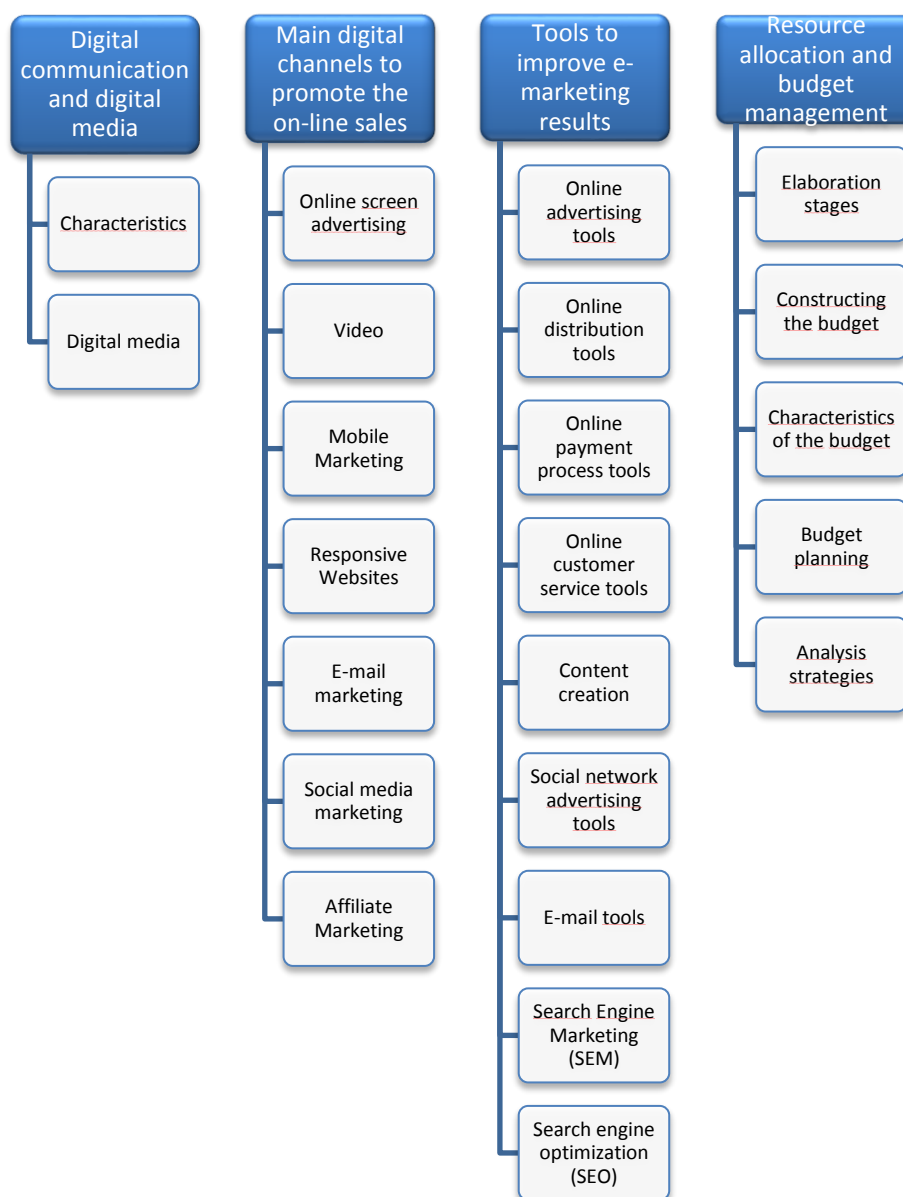 Digital
communication
and digital
media
Characteristics
Digital media
Main digital
channels to
promote the
on-line sales
Online screen
advertising
Video
Mobile
Marketing
Responsive
Websites
E-mail
marketing
Social media
marketing
Affiliate
Marketing
Tools to
improve e-
marketing
results
Online
advertising
tools
Online
distribution
tools
Online
payment
process tools
Online
customer
service tools
Content
creation
Social network
advertising
tools
E-mail tools
Search Engine
Marketing
(SEM)
Search engine
optimization
(SEO)
Resource
allocation and
budget
management
Elaboration
stages
Constructing
the budget
Characteristics
of the budget
Budget
planning
Analysis
strategies